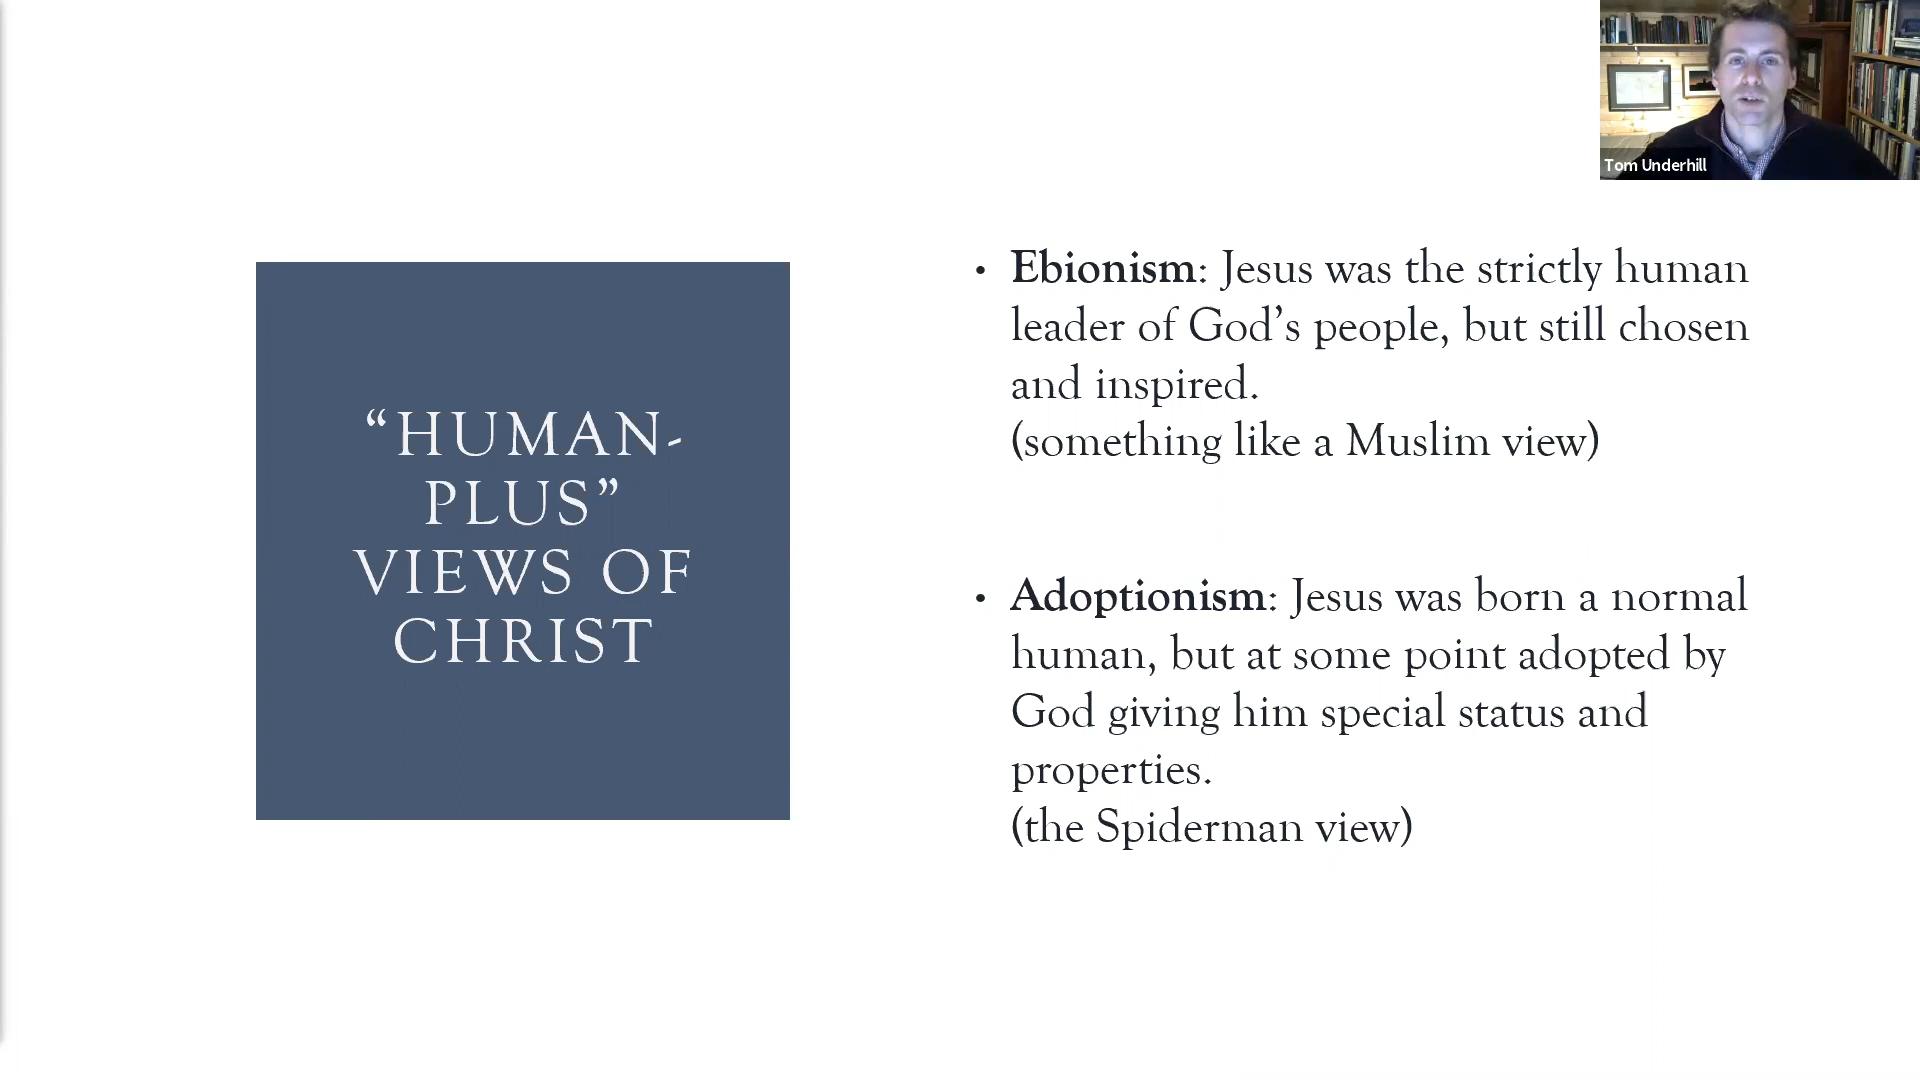 Tom Underhill
“HUMAN-
PLUS”
VIEWS OF
CHRIST
• Ebionism: Jesus was the strictly human
leader of God’s people, but still chosen
and inspired.
(something like a Muslim view)
• Adoptionism: Jesus was born a normal
human, but at some point adopted by
God giving him special status and
properties.
(the Spiderman view)